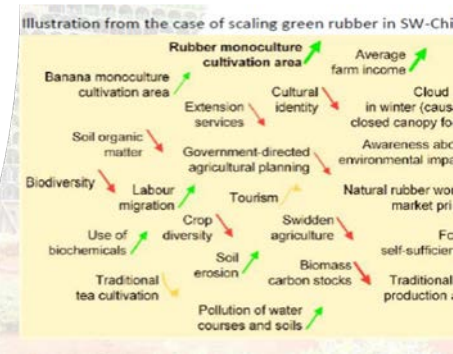 Illustration from the case of scaling green rubber in SW-Chi
Rubber monoculture
cultivation area
Average
farm income
Banana monoculture
cultivation area
Cultural
identity
Cloud
in winter (caus
closed canopy fo
Extension
services
Soil organic
matter
Government-directed
agricultural planning
Awareness abo
environmental impa
Biodiversity
Labour
migration
Tourism
Natural rubber wor
market pri
Use of
biochemicals
Crop
diversity
Swidden
agriculture
Fo
self-sufficien
Soil
erosion
Biomass
carbon stocks
Traditional
tea cultivation
Traditional
production a
Pollution of water
courses and soils